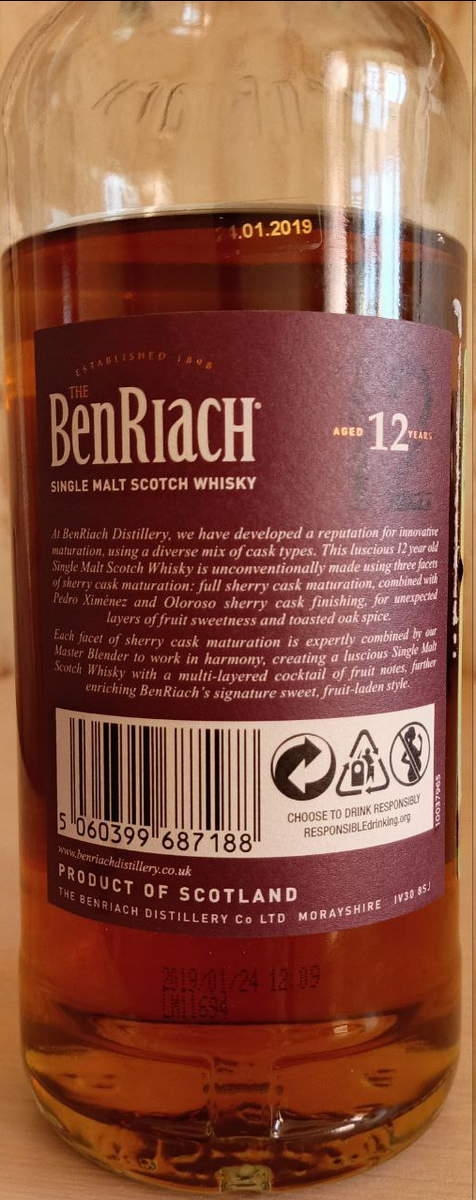 .01.2019
ESTABLISHED 1898
THE
BENRIACH
AGED 12 YEARS
SINGLE MALT SCOTCH WHISKY
At BenRiach Distillery, we have developed a reputation for innovative
maturation, using a diverse mix of cask types. This luscious 12 year old
Single Malt Scotch Whisky is unconventionally made using three facets
of sherry cask maturation: full sherry cask maturation, combined with
Pedro Ximénez and Oloroso sherry cask finishing, for unexpected
layers of fruit sweetness and toasted oak spice.
Each facet of sherry cask maturation is expertly combined by our
Master Blender to work in harmony, creating a luscious Single Malt
Scotch Whisky with a multi-layered cocktail of fruit notes, further
enriching BenRiach's signature sweet, fruit-laden style.
5 060399 687188
CHOOSE TO DRINK RESPONSIBLY
RESPONSIBLEdrinking.org
10037965
www.benriachdistillery.co.uk
PRODUCT OF SCOTLAND
THE BENRIACH DISTILLERY Co LTD MORAYSHIRE IV30 8SJ
2019/01/24 12 09
LM11694